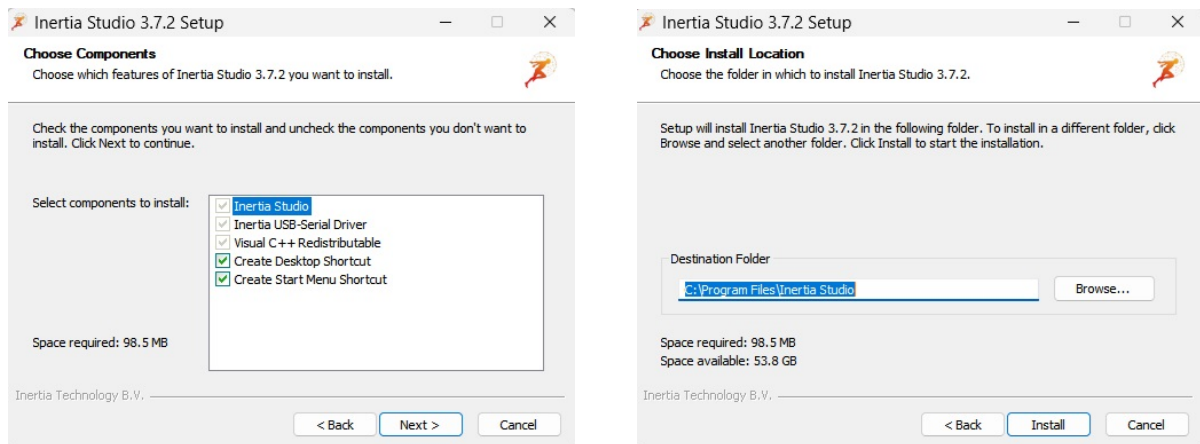 Inertia Studio 3.7.2 Setup
Choose Components
Choose which features of Inertia Studio 3.7.2 you want to install.
Check the components you want to install and uncheck the components you don't want to
install. Click Next to continue.
Select components to install:
Inertia Studio
Inertia USB-Serial Driver
Visual C++ Redistributable
Create Desktop Shortcut
Create Start Menu Shortcut
Space required: 98.5 MB
Inertia Technology B.V.
< Back
Next >
Cancel
Inertia Studio 3.7.2 Setup
Choose Install Location
Choose the folder in which to install Inertia Studio 3.7.2.
Setup will install Inertia Studio 3.7.2 in the following folder. To install in a different folder, click
Browse and select another folder. Click Install to start the installation.
Destination Folder
C:\Program Files\Inertia Studio
Browse...
Space required: 98.5 MB
Space available: 53.8 GB
Inertia Technology B.V.
< Back
Install
Cancel